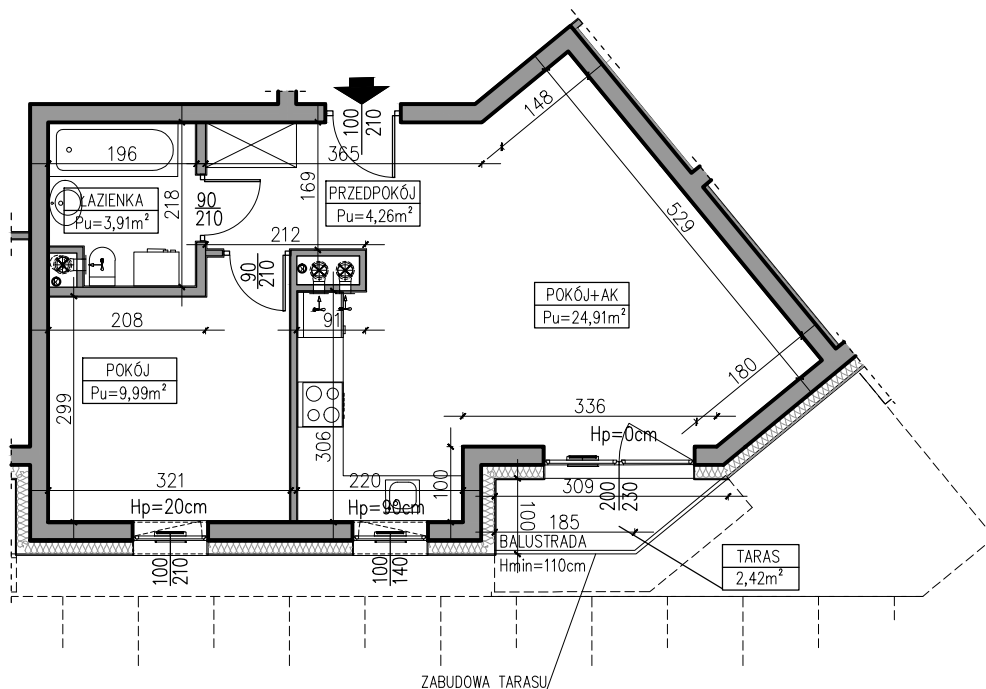 148
100
210
196
365
169
ŁAZIENKA
Pu=3,91m²
218
90
210
PRZEDPOKÓJ
Pu=4,26m²
212
529
90
210
POKÓJ+AK
Pu=24,91m²
208
91
POKÓJ
Pu=9,99m²
180
299
336
306
Hp=0cm
321
220
100
309
200
230
Hp=20cm
Hp=90cm
100
185
BALUSTRADA
Hmin=110cm
TARAS
2,42m²
100
210
100
140
ZABUDOWA TARASU